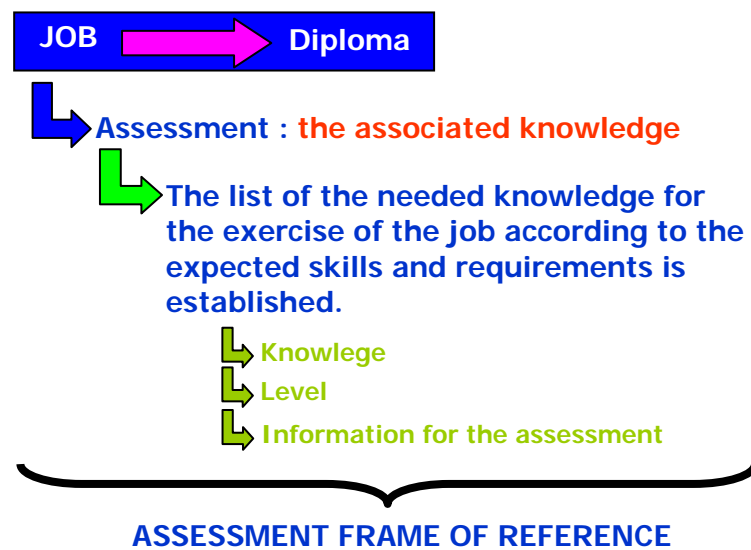 JOB Diploma
Assessment : the associated knowledge
The list of the needed knowledge for
the exercise of the job according to the
expected skills and requirements is
established.
Knowlege
Level
Information for the assessment
ASSESSMENT FRAME OF REFERENCE